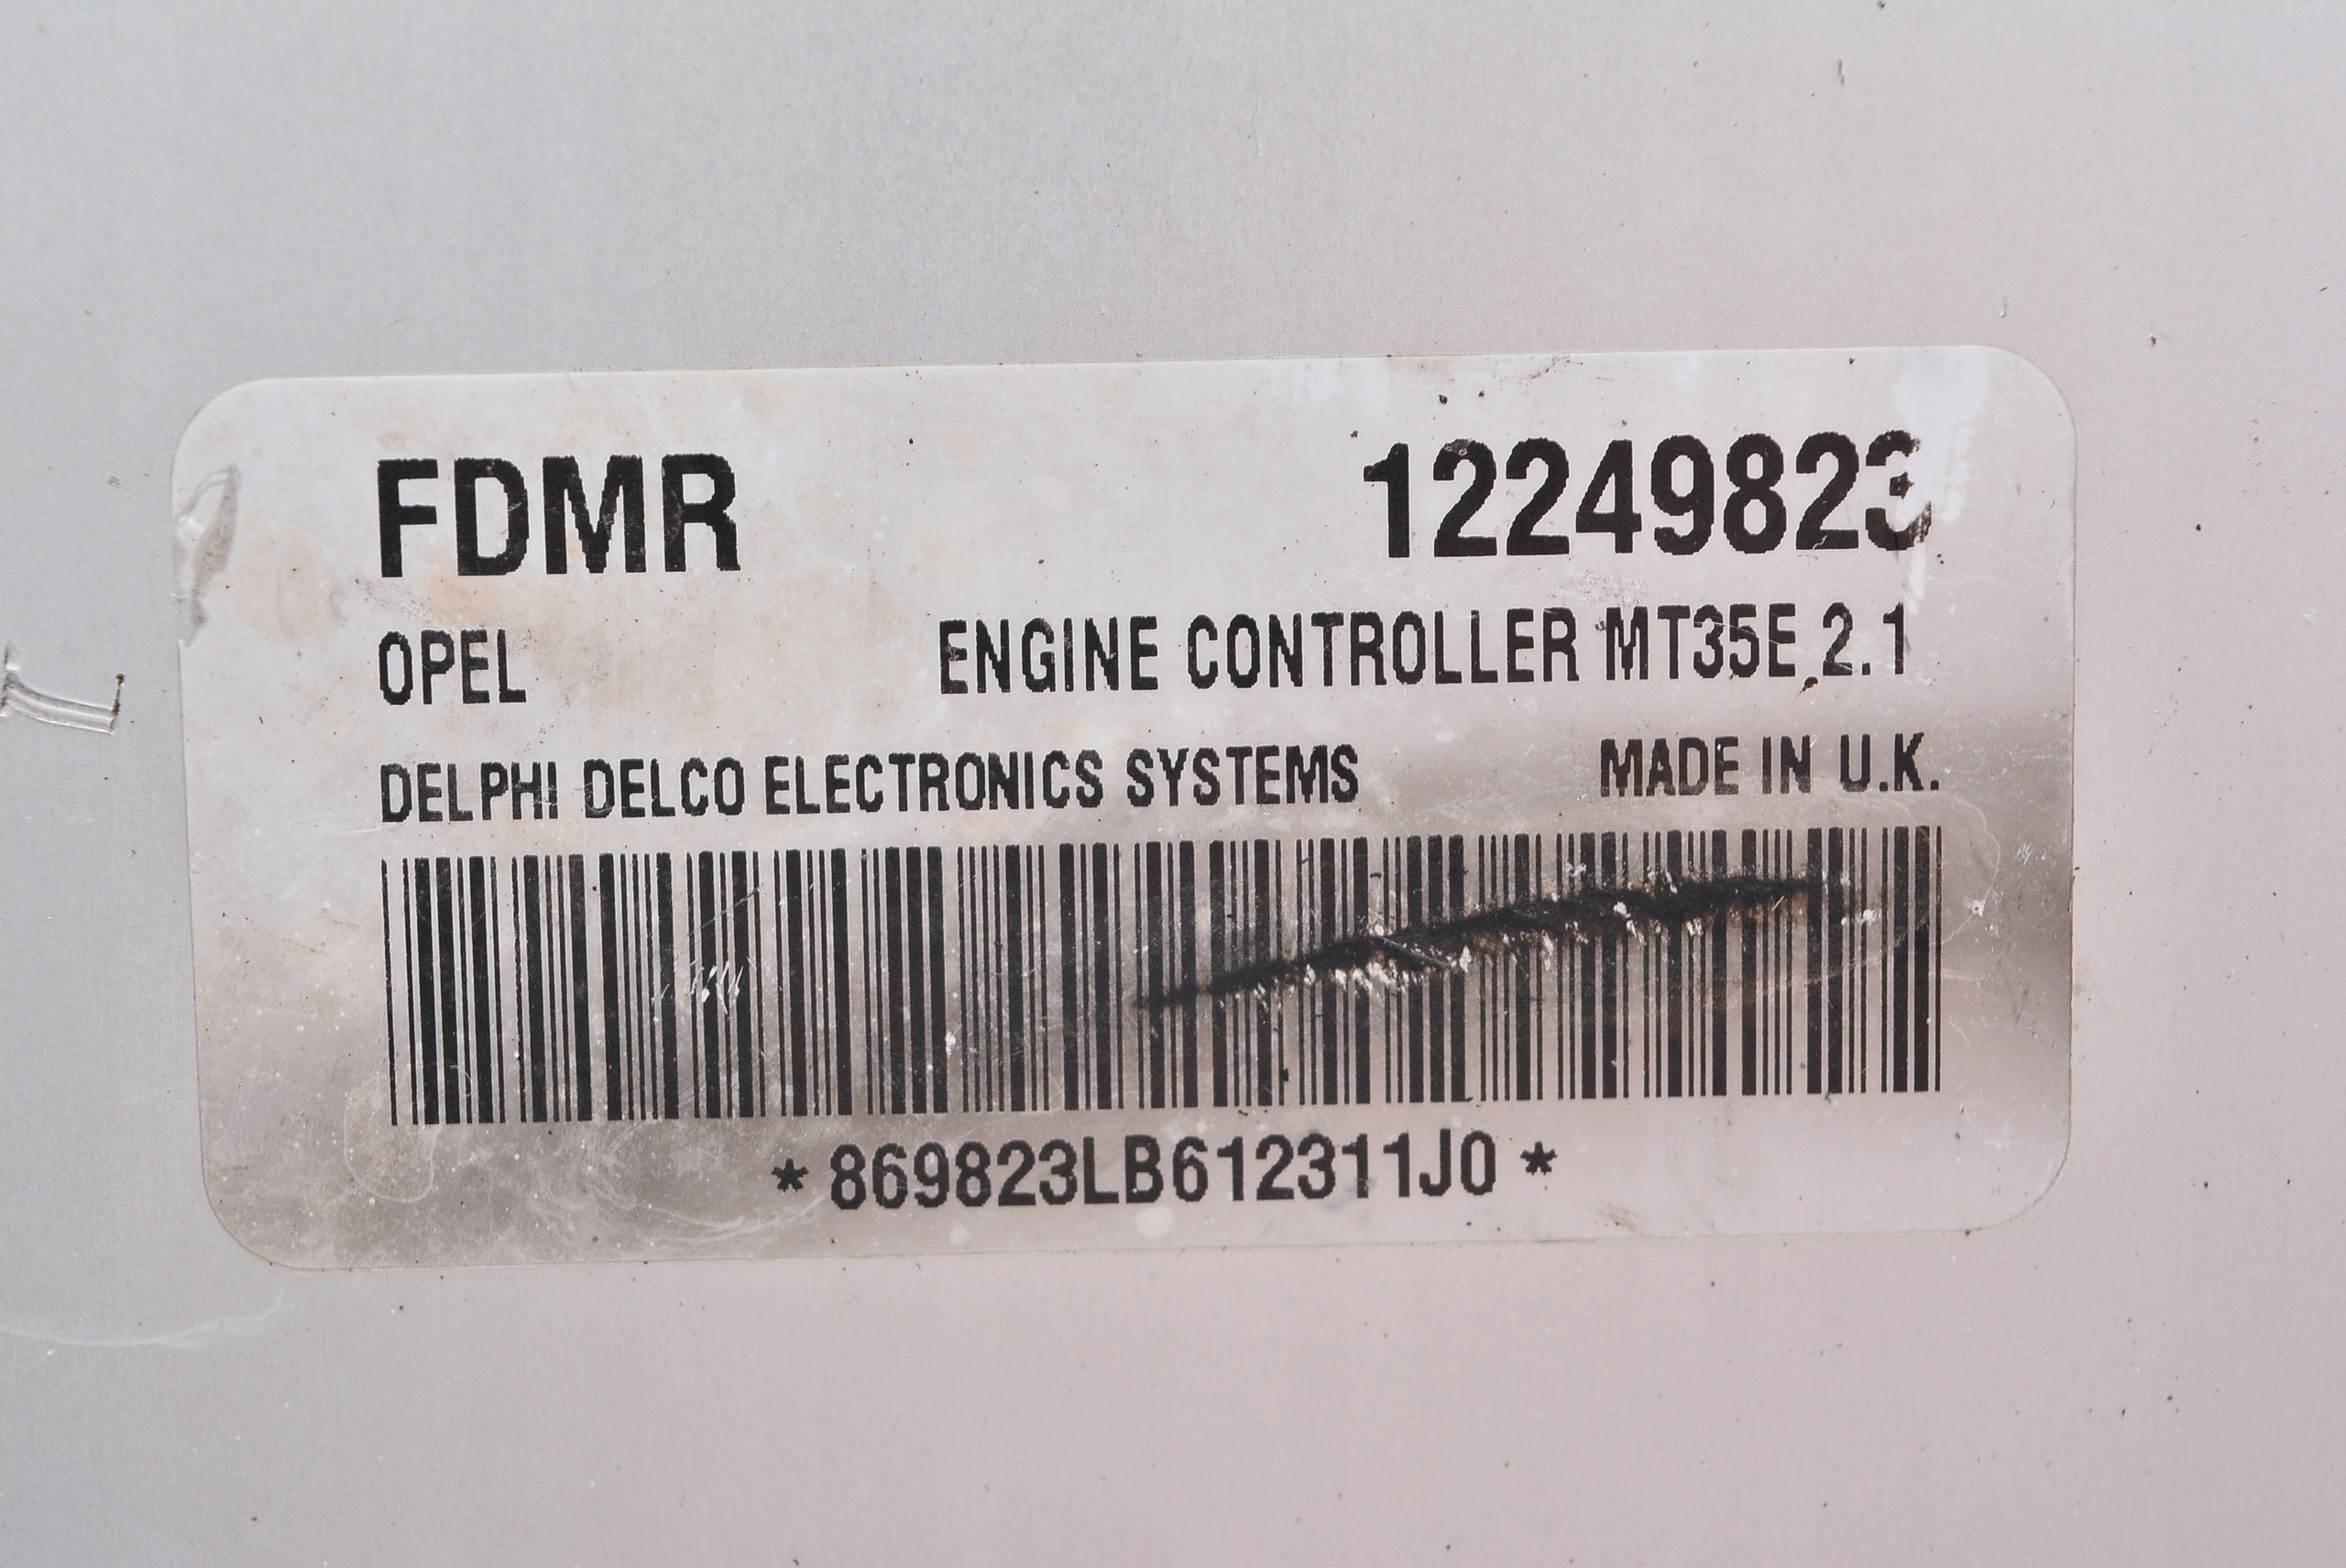 FDMR 12249823
OPEL ENGINE CONTROLLER MT35E 2.1
DELPHI DELCO ELECTRONICS SYSTEMS MADE IN U.K.
*869823LB612311J0*